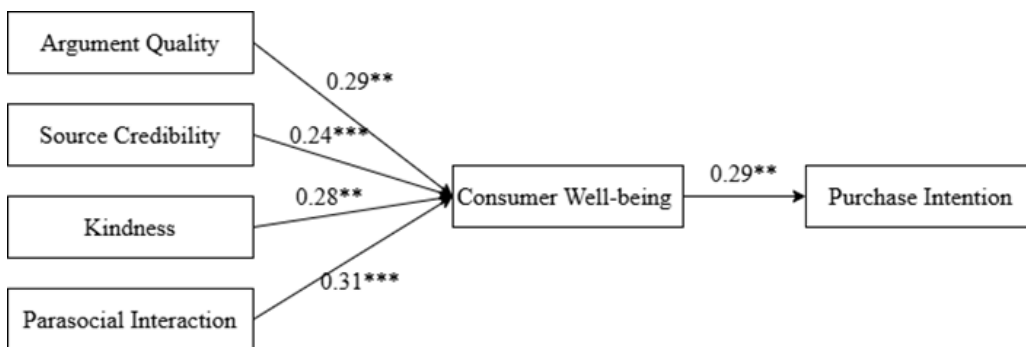 Argument Quality
0.29**
Source Credibility
0.24***
Kindness
0.28**
Parasocial Interaction
0.31***
Consumer Well-being
0.29**
Purchase Intention